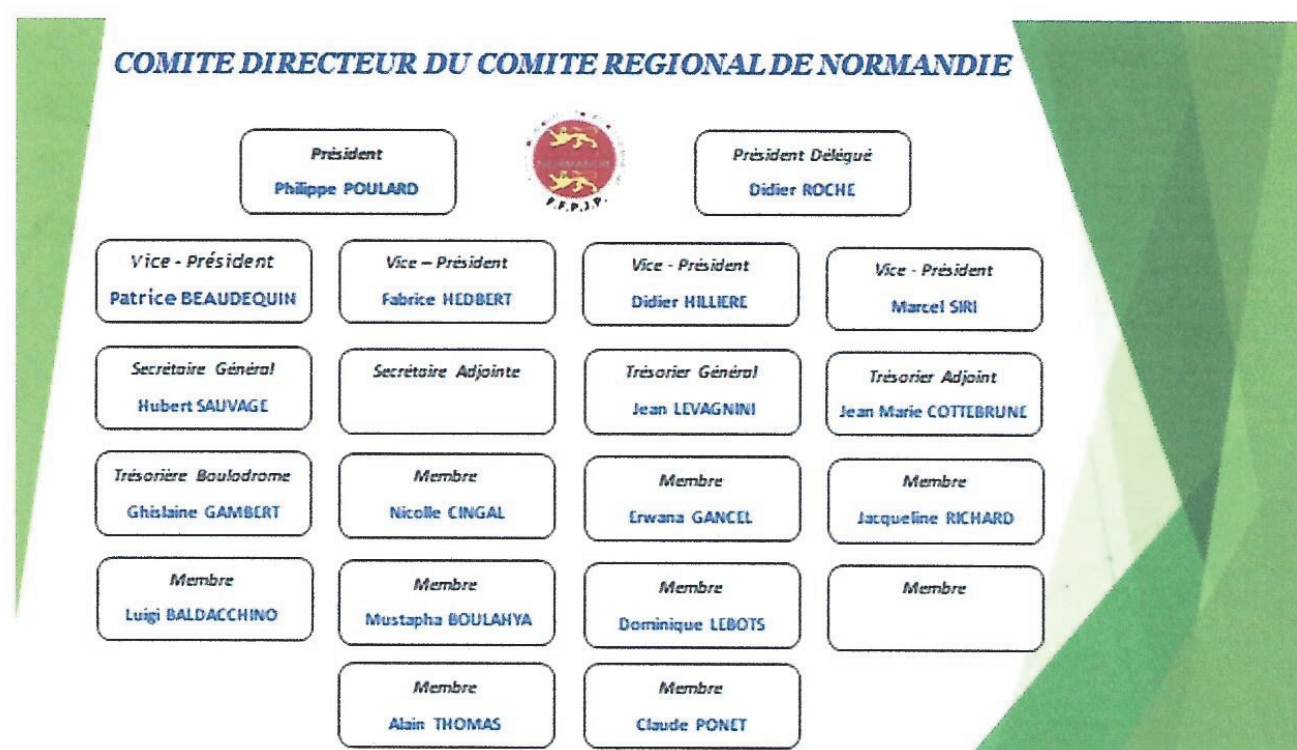 COMITE DIRECTEUR DU COMITE REGIONAL DE NORMANDIE
Président
Philippe POULARD
NORMANDIE
F.F.P.J.P.
Président Délégué
Didier ROCHE
Vice - Président
Patrice BEAUDEQUIN
Vice – Président
Fabrice HEDBERT
Vice - Président
Didier HILLIERE
Vice - Président
Marcel SIRI
Secrétaire Général
Hubert SAUVAGE
Secrétaire Adjointe
Trésorier Général
Jean LEVAGNINI
Trésorier Adjoint
Jean Marie COTTEBRUNE
Trésorière Boulodrome
Ghislaine GAMBERT
Membre
Nicolle CINGAL
Membre
Erwana GANCEL
Membre
Jacqueline RICHARD
Membre
Luigi BALDACCHINO
Membre
Mustapha BOULAHYA
Membre
Dominique LEBOTS
Membre
Membre
Alain THOMAS
Membre
Claude PONET